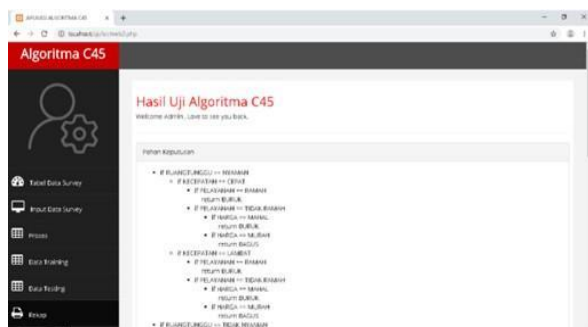 APLIKASI ALGORITMA C45
Algoritma C45
Hasil Uji Algoritma C45
Welcome Admin, Love to see you back.
Pohon Keputusan
IF RUANGTUNGGU == NYAMAN
IF KECEPATAN == CEPAT
IF PELAYANAN == RAMAH
return BURUK
IF PELAYANAN == TIDAK RAMAH
IF HARGA == MAHAL
return BURUK
IF HARGA == MURAH
return BAGUS
IF KECEPATAN == LAMBAT
IF PELAYANAN == RAMAH
return BURUK
IF PELAYANAN == TIDAK RAMAH
IF HARGA == MAHAL
return BURUK
IF HARGA == MURAH
return BAGUS
IF RUANGTUNGGU == TIDAK NYAMAN
Tabel Data Survey
Input Data Survey
Proses
Data Training
Data Testing
Rekap